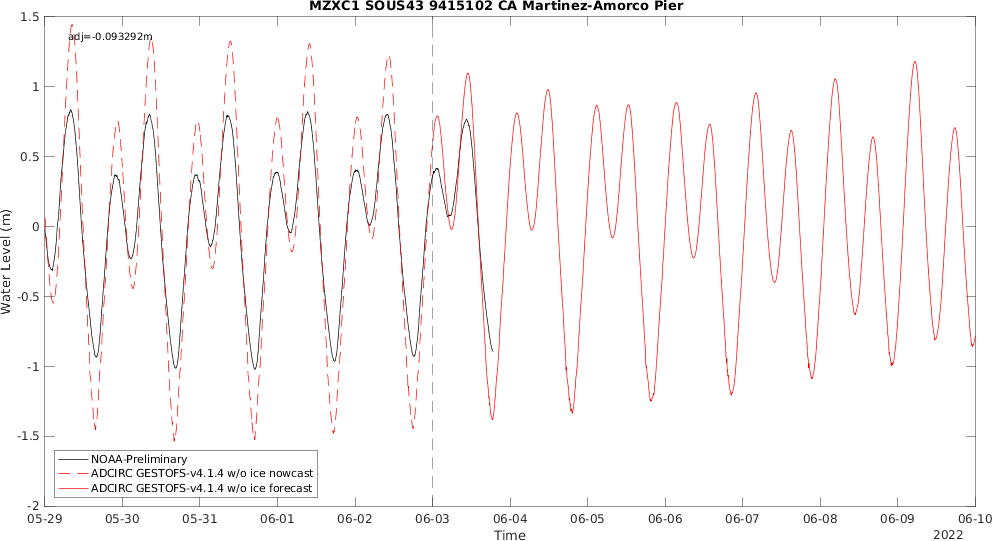 MZXC1 SOUS43 9415102 CA Martinez-Amorco Pier
adj=-0.093292m
1.5
1
0.5
0
-0.5
-1
-1.5
-2
Water Level (m)
NOAA-Preliminary
ADCIRC GESTOFS-v4.1.4 w/o ice nowcast
ADCIRC GESTOFS-v4.1.4 w/o ice forecast
05-29 05-30 05-31 06-01 06-02 06-03 06-04 06-05 06-06 06-07 06-08 06-09 06-10
Time
2022